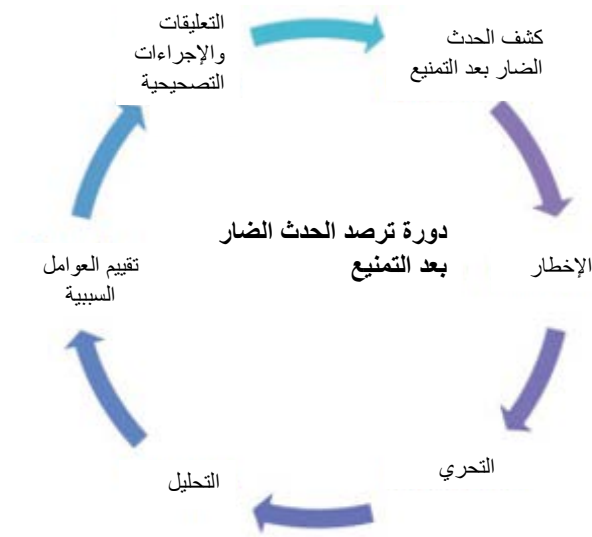 التعليقات
والإجراءات
التصحيحية
كشف الحدث
الضار بعد التمنيع
دورة ترصد الحدث الضار
بعد التمنيع
الإخطار
تقييم العوامل
السببية
التحري
التحليل